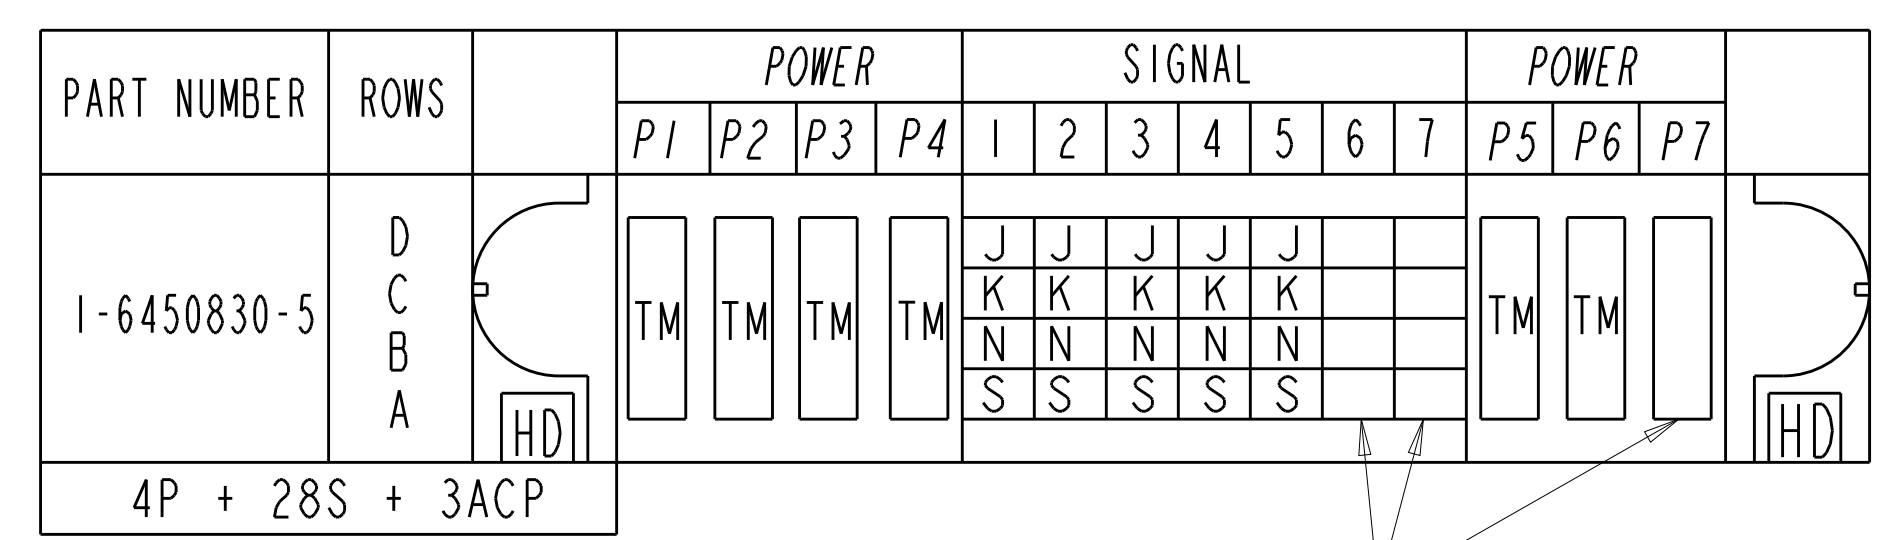 PART NUMBER ROWS POWER SIGNAL POWER
P1 P2 P3 P4 1 2 3 4 5 6 7 P5 P6 P7
1-6450830-5
D J J J J J
C K K K K K
TM TM TM TM TM TM
B N N N N N
A S S S S S
HD HD
4P + 28S + 3ACP